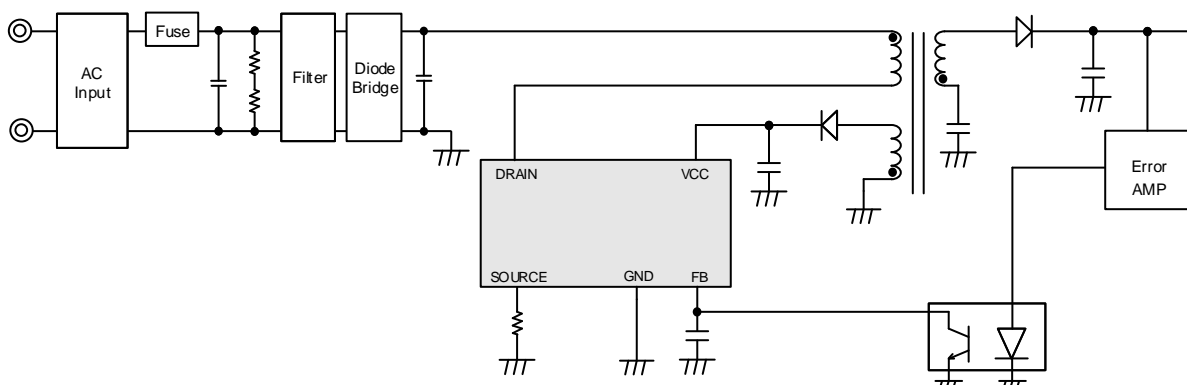 Fuse
AC
Input
Filter
Diode
Bridge
DRAIN
VCC
SOURCE
GND
FB
Error
AMP